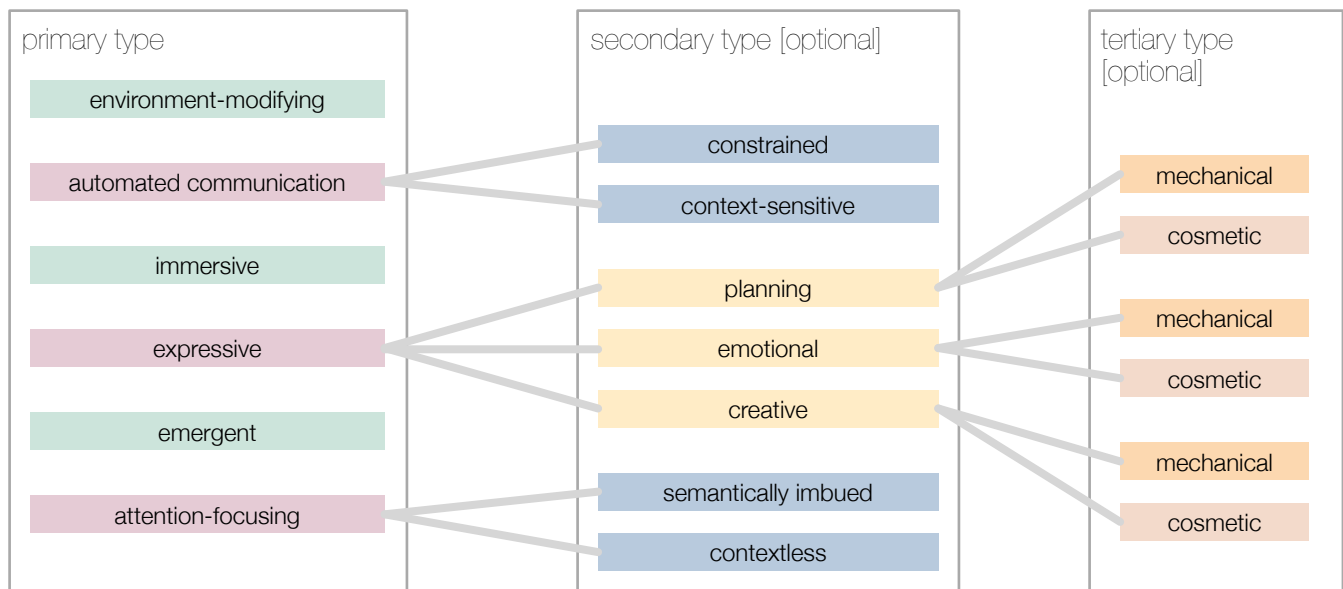 primary type
environment-modifying
automated communication
immersive
expressive
emergent
attention-focusing
secondary type [optional]
constrained
context-sensitive
planning
emotional
creative
semantically imbued
contextless
tertiary type
[optional]
mechanical
cosmetic
mechanical
cosmetic
mechanical
cosmetic